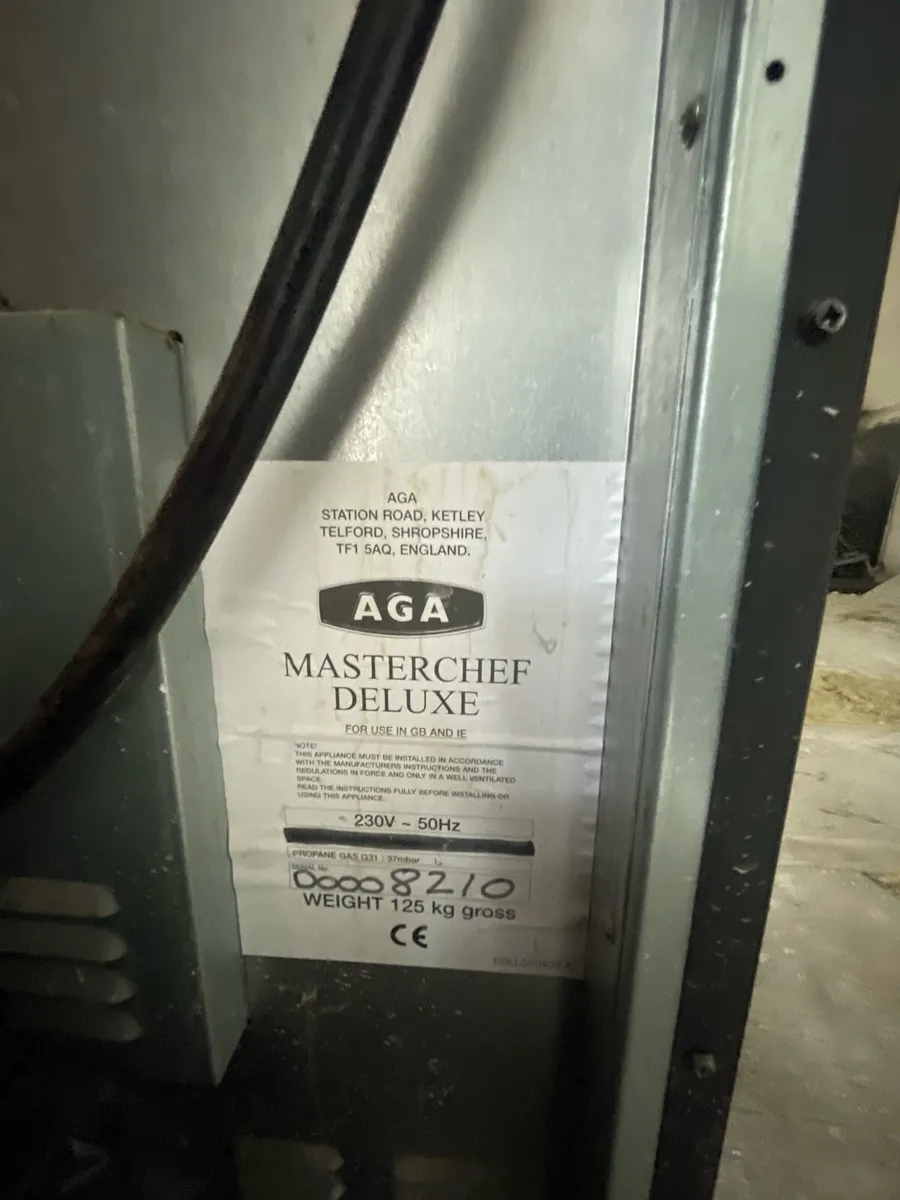 AGA
STATION ROAD, KETLEY
TELFORD, SHROPSHIRE,
TF1 5AQ, ENGLAND.
AGA
MASTERCHEF
DELUXE
FOR USE IN GB AND IE
NOTE!
THIS APPLIANCE MUST BE INSTALLED IN ACCORDANCE
WITH THE MANUFACTURERS INSTRUCTIONS AND THE
REGULATIONS IN FORCE AND ONLY IN A WELL VENTILATED
SPACE.
READ THE INSTRUCTIONS FULLY BEFORE INSTALLING OR
USING THIS APPLIANCE.
230V ~ 50Hz
PROPANE GAS G31 : 37mbar
SERIAL No.
D00008210
WEIGHT 125 kg gross
CE